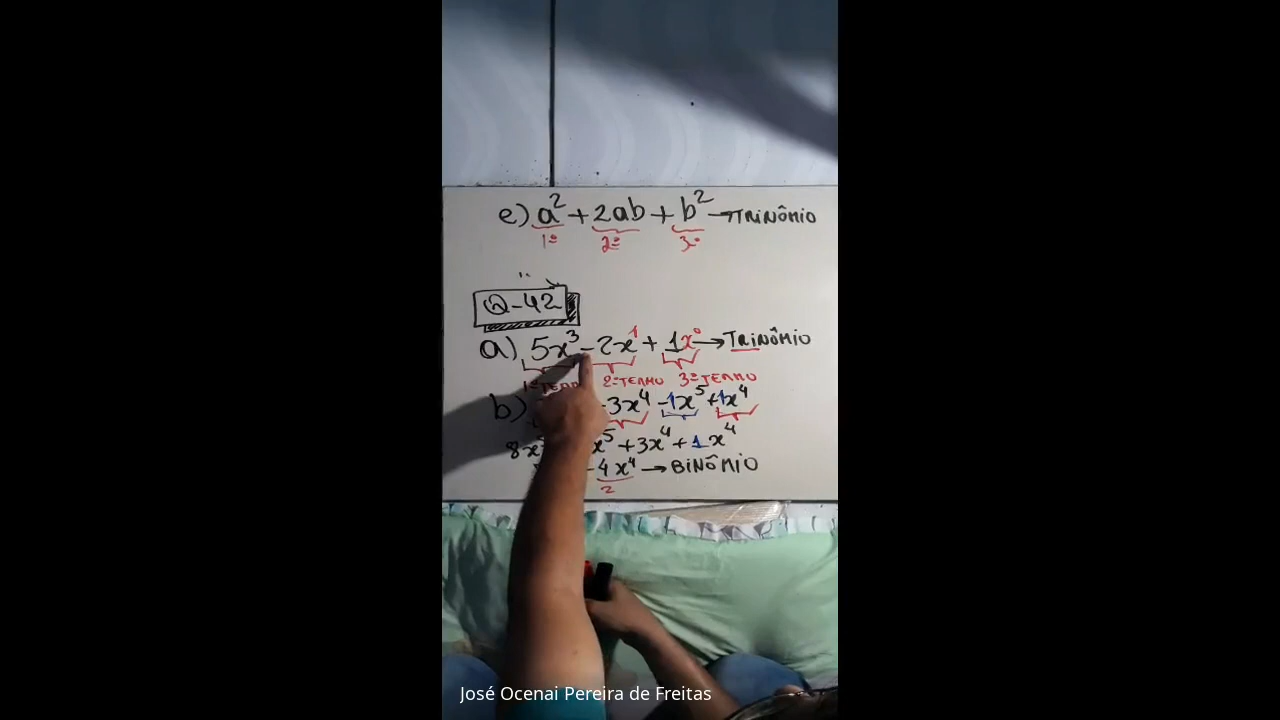 e) a² + 2ab + b² → TRINÔMIO
1º 2º 3º
Q-42
a) 5x³ - 2x¹ + 1x⁰ → TRINÔMIO
1º 2º TERMO 3º TERMO
b) 3x⁴ - 1x⁵ + 1x⁴
8x x⁵ + 3x⁴ + 1x⁴
4x⁴ → BINÔMIO
2
José Ocenai Pereira de Freitas